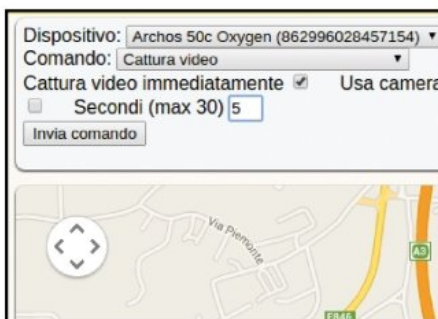 Dispositivo: Archos 50c Oxygen (862996028457154)
Comando: Cattura video
Cattura video immediatamente Usa camera
Secondi (max 30) 5
Invia comando
Via Piemonte
A3
E846